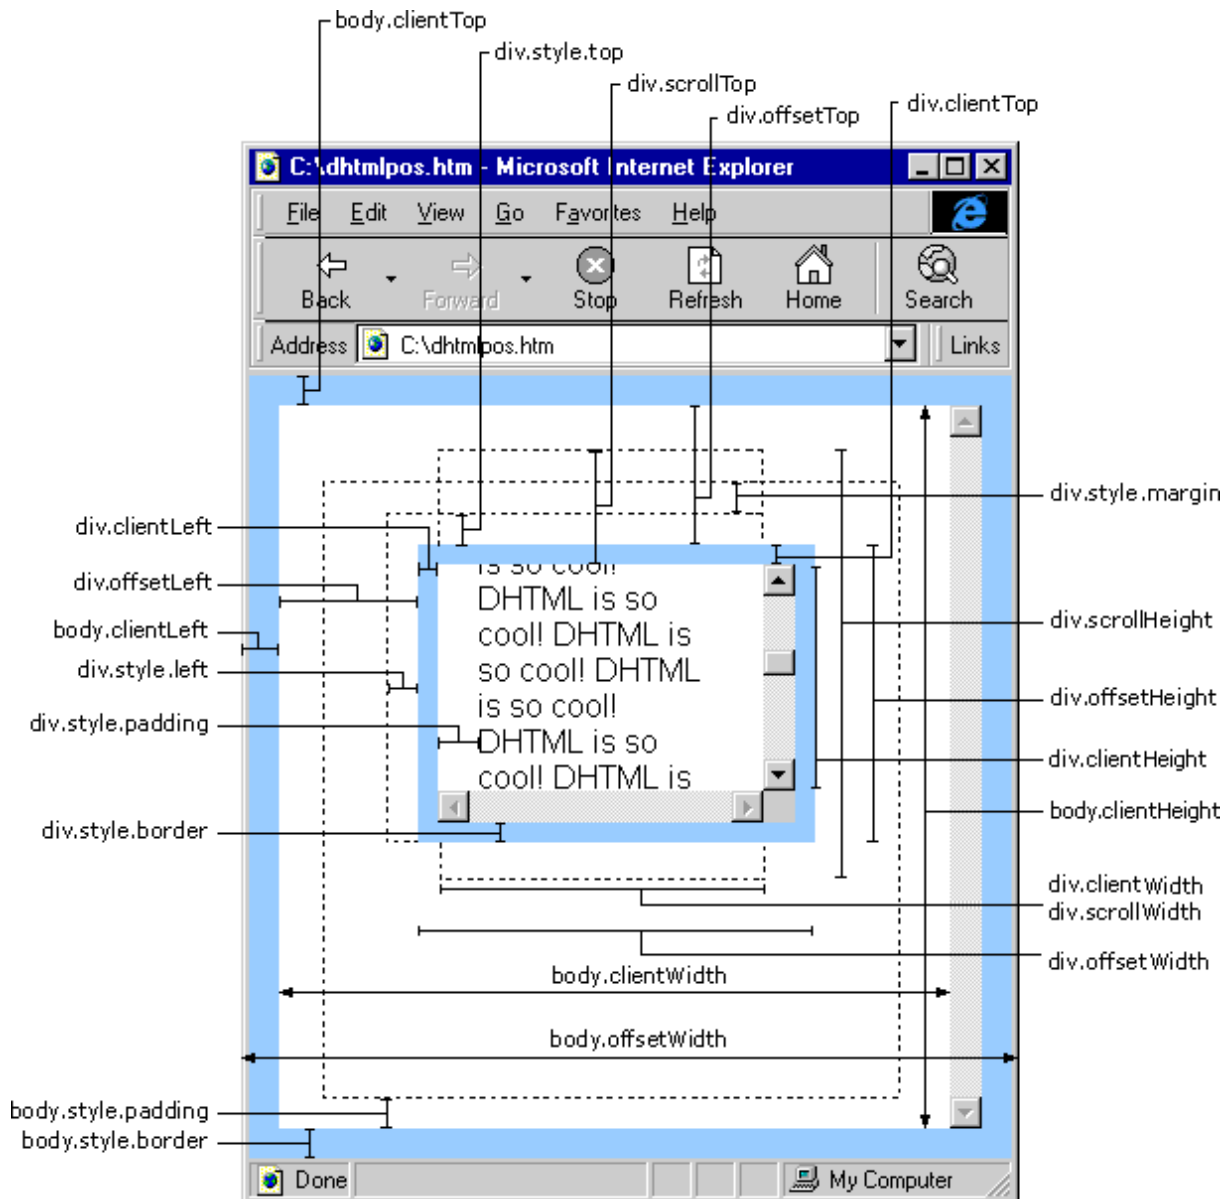 body.clientTop
div.style.top
div.scrollTop
div.clientTop
div.offsetTop
C:\dhtmlpos.htm - Microsoft Internet Explorer
File Edit View Go Favorites Help
Back Forward Stop Refresh Home Search
Address C:\dhtmlpos.htm Links
div.style.margin
div.clientLeft
div.offsetLeft
body.clientLeft
div.style.left
div.style.padding
div.style.border
is so cool!
DHTML is so
cool! DHTML is
so cool! DHTML
is so cool!
DHTML is so
cool! DHTML is
div.scrollHeight
div.offsetHeight
div.clientHeight
body.clientHeight
div.clientWidth
div.scrollWidth
div.offsetWidth
body.clientWidth
body.offsetWidth
body.style.padding
body.style.border
Done My Computer